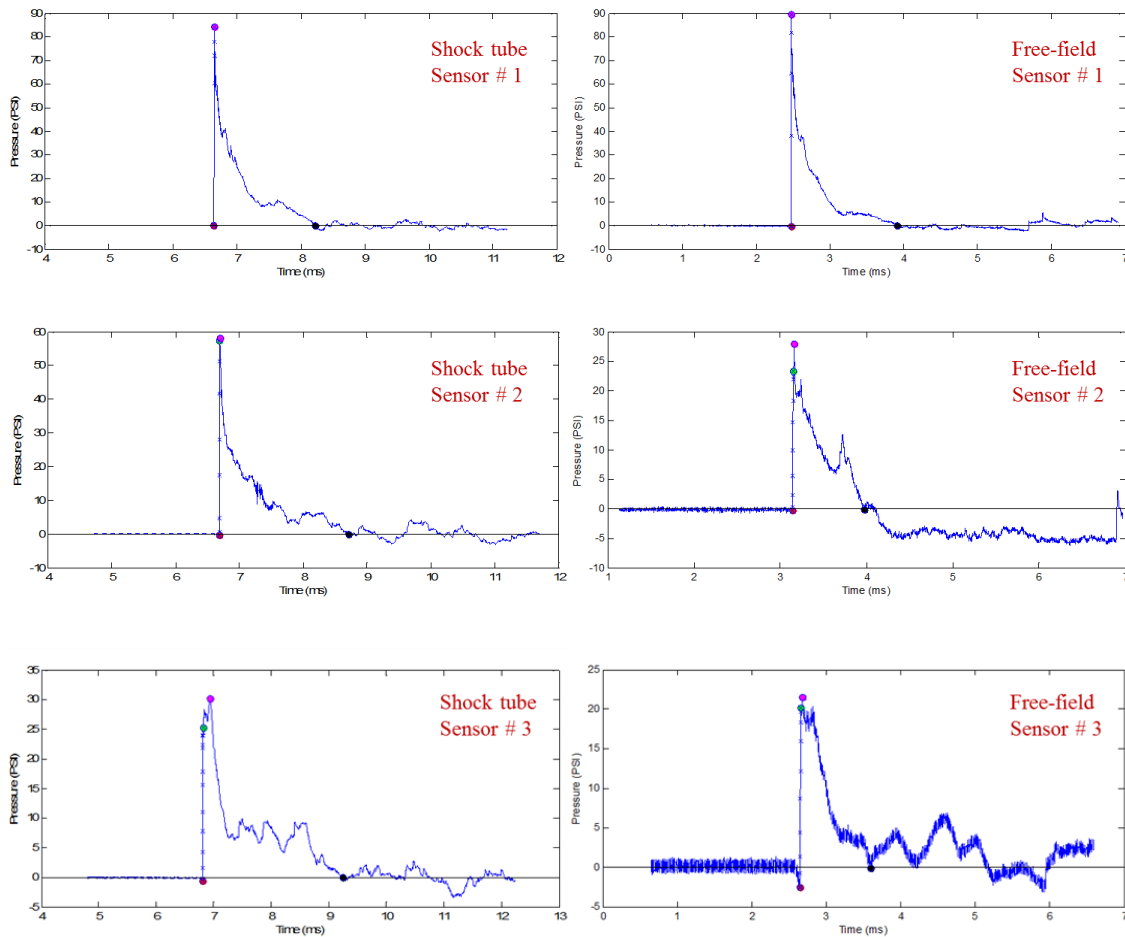 90
80
70
60
50
40
30
20
10
0
-10
Pressure (PSI)
4 5 6 7 8 9 10 11 12
Time (ms)
Shock tube
Sensor # 1
90
80
70
60
50
40
30
20
10
0
-10
Pressure (PSI)
0 1 2 3 4 5 6 7
Time (ms)
Free-field
Sensor # 1
60
50
40
30
20
10
0
-10
Pressure (PSI)
4 5 6 7 8 9 10 11 12
Time (ms)
Shock tube
Sensor # 2
30
25
20
15
10
5
0
-5
-10
Pressure (PSI)
1 2 3 4 5 6 7
Time (ms)
Free-field
Sensor # 2
35
30
25
20
15
10
5
0
-5
Pressure (PSI)
4 5 6 7 8 9 10 11 12 13
Time (ms)
Shock tube
Sensor # 3
25
20
15
10
5
0
-5
Pressure (PSI)
0 1 2 3 4 5 6 7
Time (ms)
Free-field
Sensor # 3